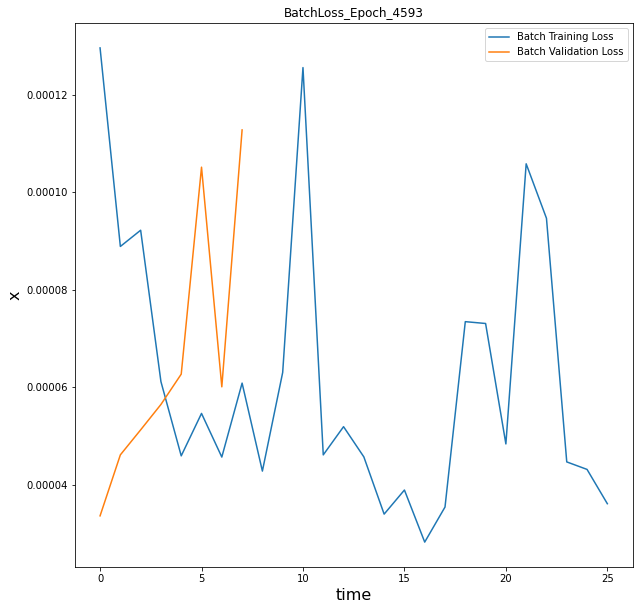 BatchLoss_Epoch_4593
Batch Training Loss
Batch Validation Loss
0.00012
0.00010
0.00008
0.00006
0.00004
x
0
5
10
15
20
25
time